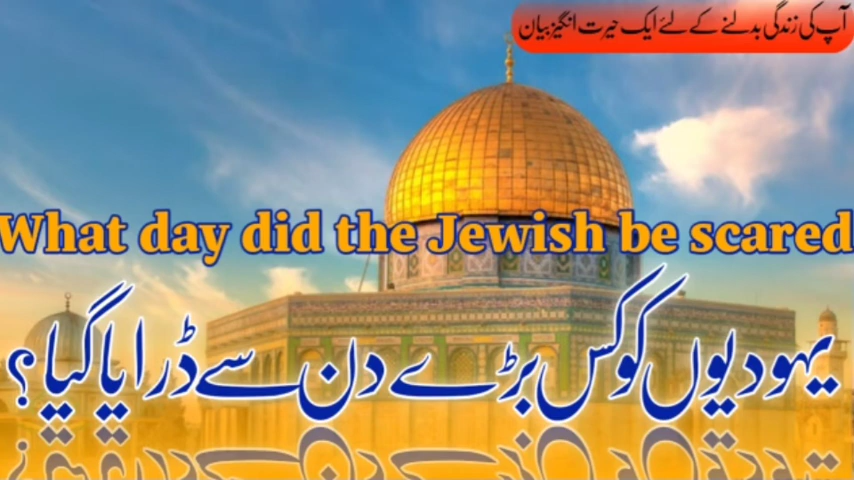 آپ کی زندگی بدلنے کے لئے ایک حیرت انگیز بیان
What day did the Jewish be scared
یہودیوں کو کس بڑے دن سے ڈرایا گیا؟